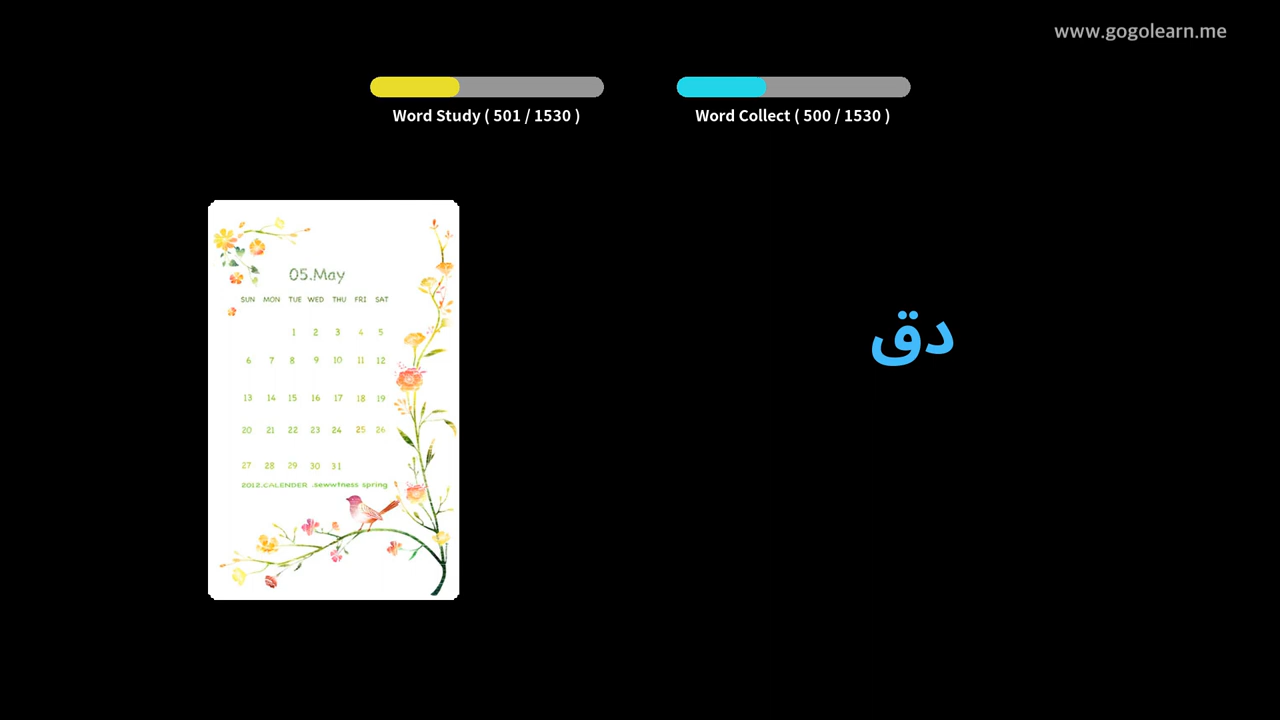 www.gogolearn.me
Word Study ( 501 / 1530 )
Word Collect ( 500 / 1530 )
05.May
SUN MON TUE WED THU FRI SAT
1 2 3 4 5
6 7 8 9 10 11 12
13 14 15 16 17 18 19
20 21 22 23 24 25 26
27 28 29 30 31
2012.CALENDER .sewwtness spring
دق